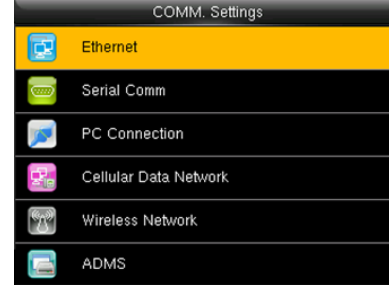 COMM. Settings
Ethernet
Serial Comm
PC Connection
Cellular Data Network
Wireless Network
ADMS